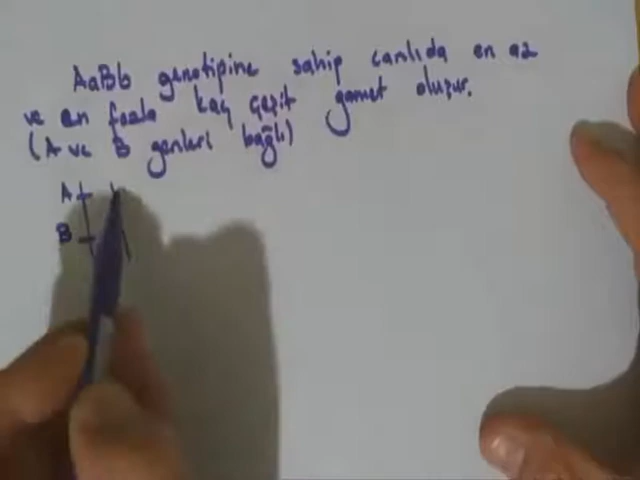 AaBb genotipine sahip canlıda en az
ve en fazla kaç çeşit gamet oluşur.
(A ve B genleri bağlı)
A
B